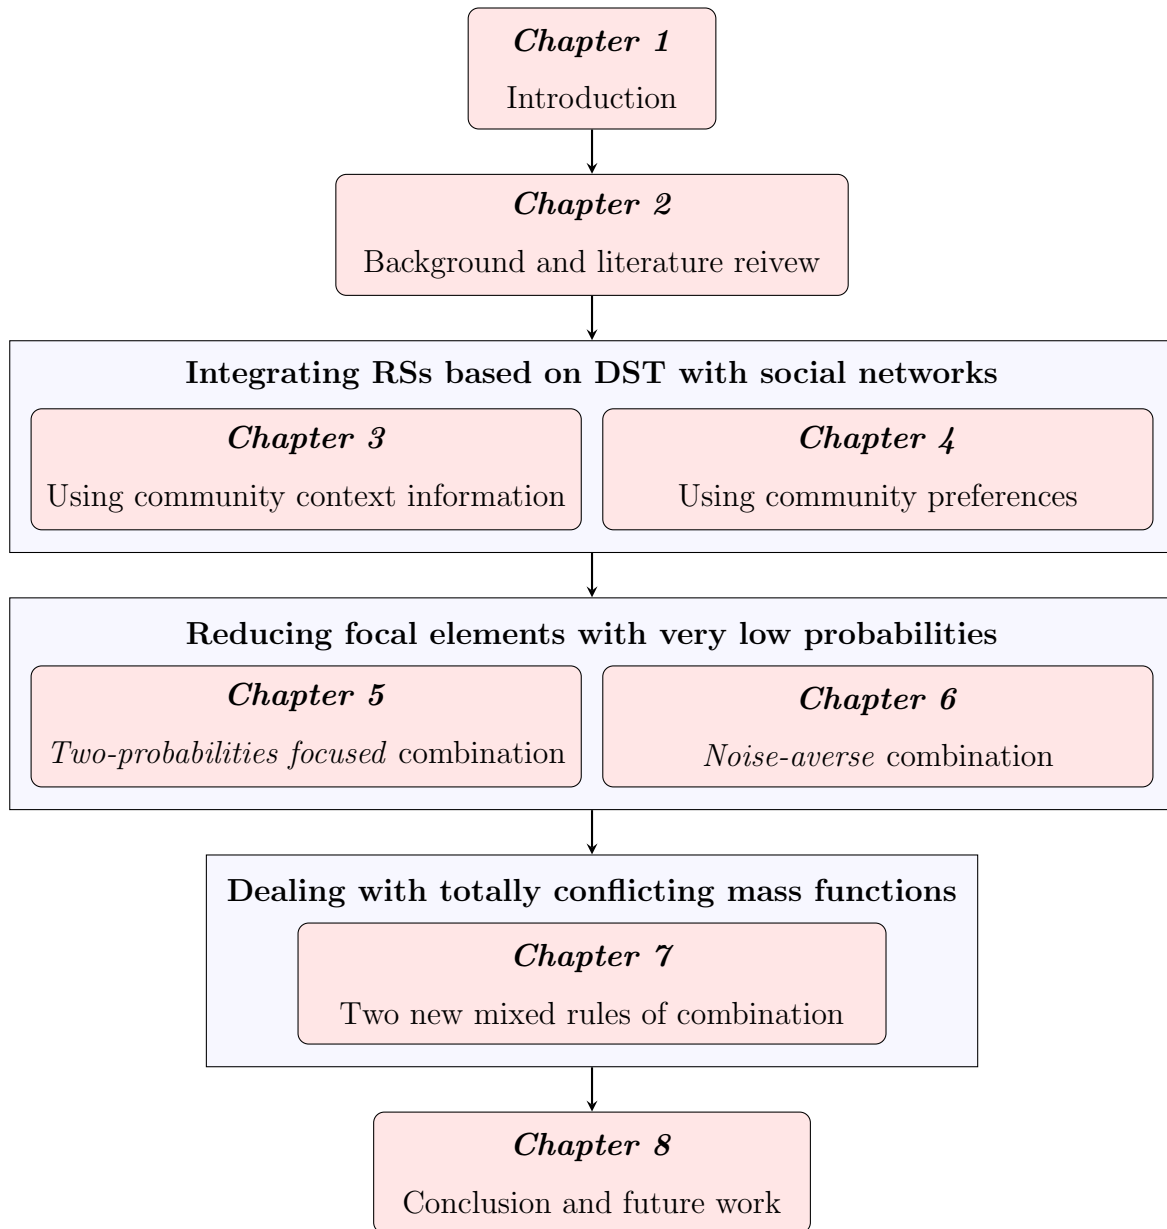 Chapter 1
Introduction
Chapter 2
Background and literature reivew
Integrating RSs based on DST with social networks
Chapter 3
Using community context information
Chapter 4
Using community preferences
Reducing focal elements with very low probabilities
Chapter 5
Two-probabilities focused combination
Chapter 6
Noise-averse combination
Dealing with totally conflicting mass functions
Chapter 7
Two new mixed rules of combination
Chapter 8
Conclusion and future work